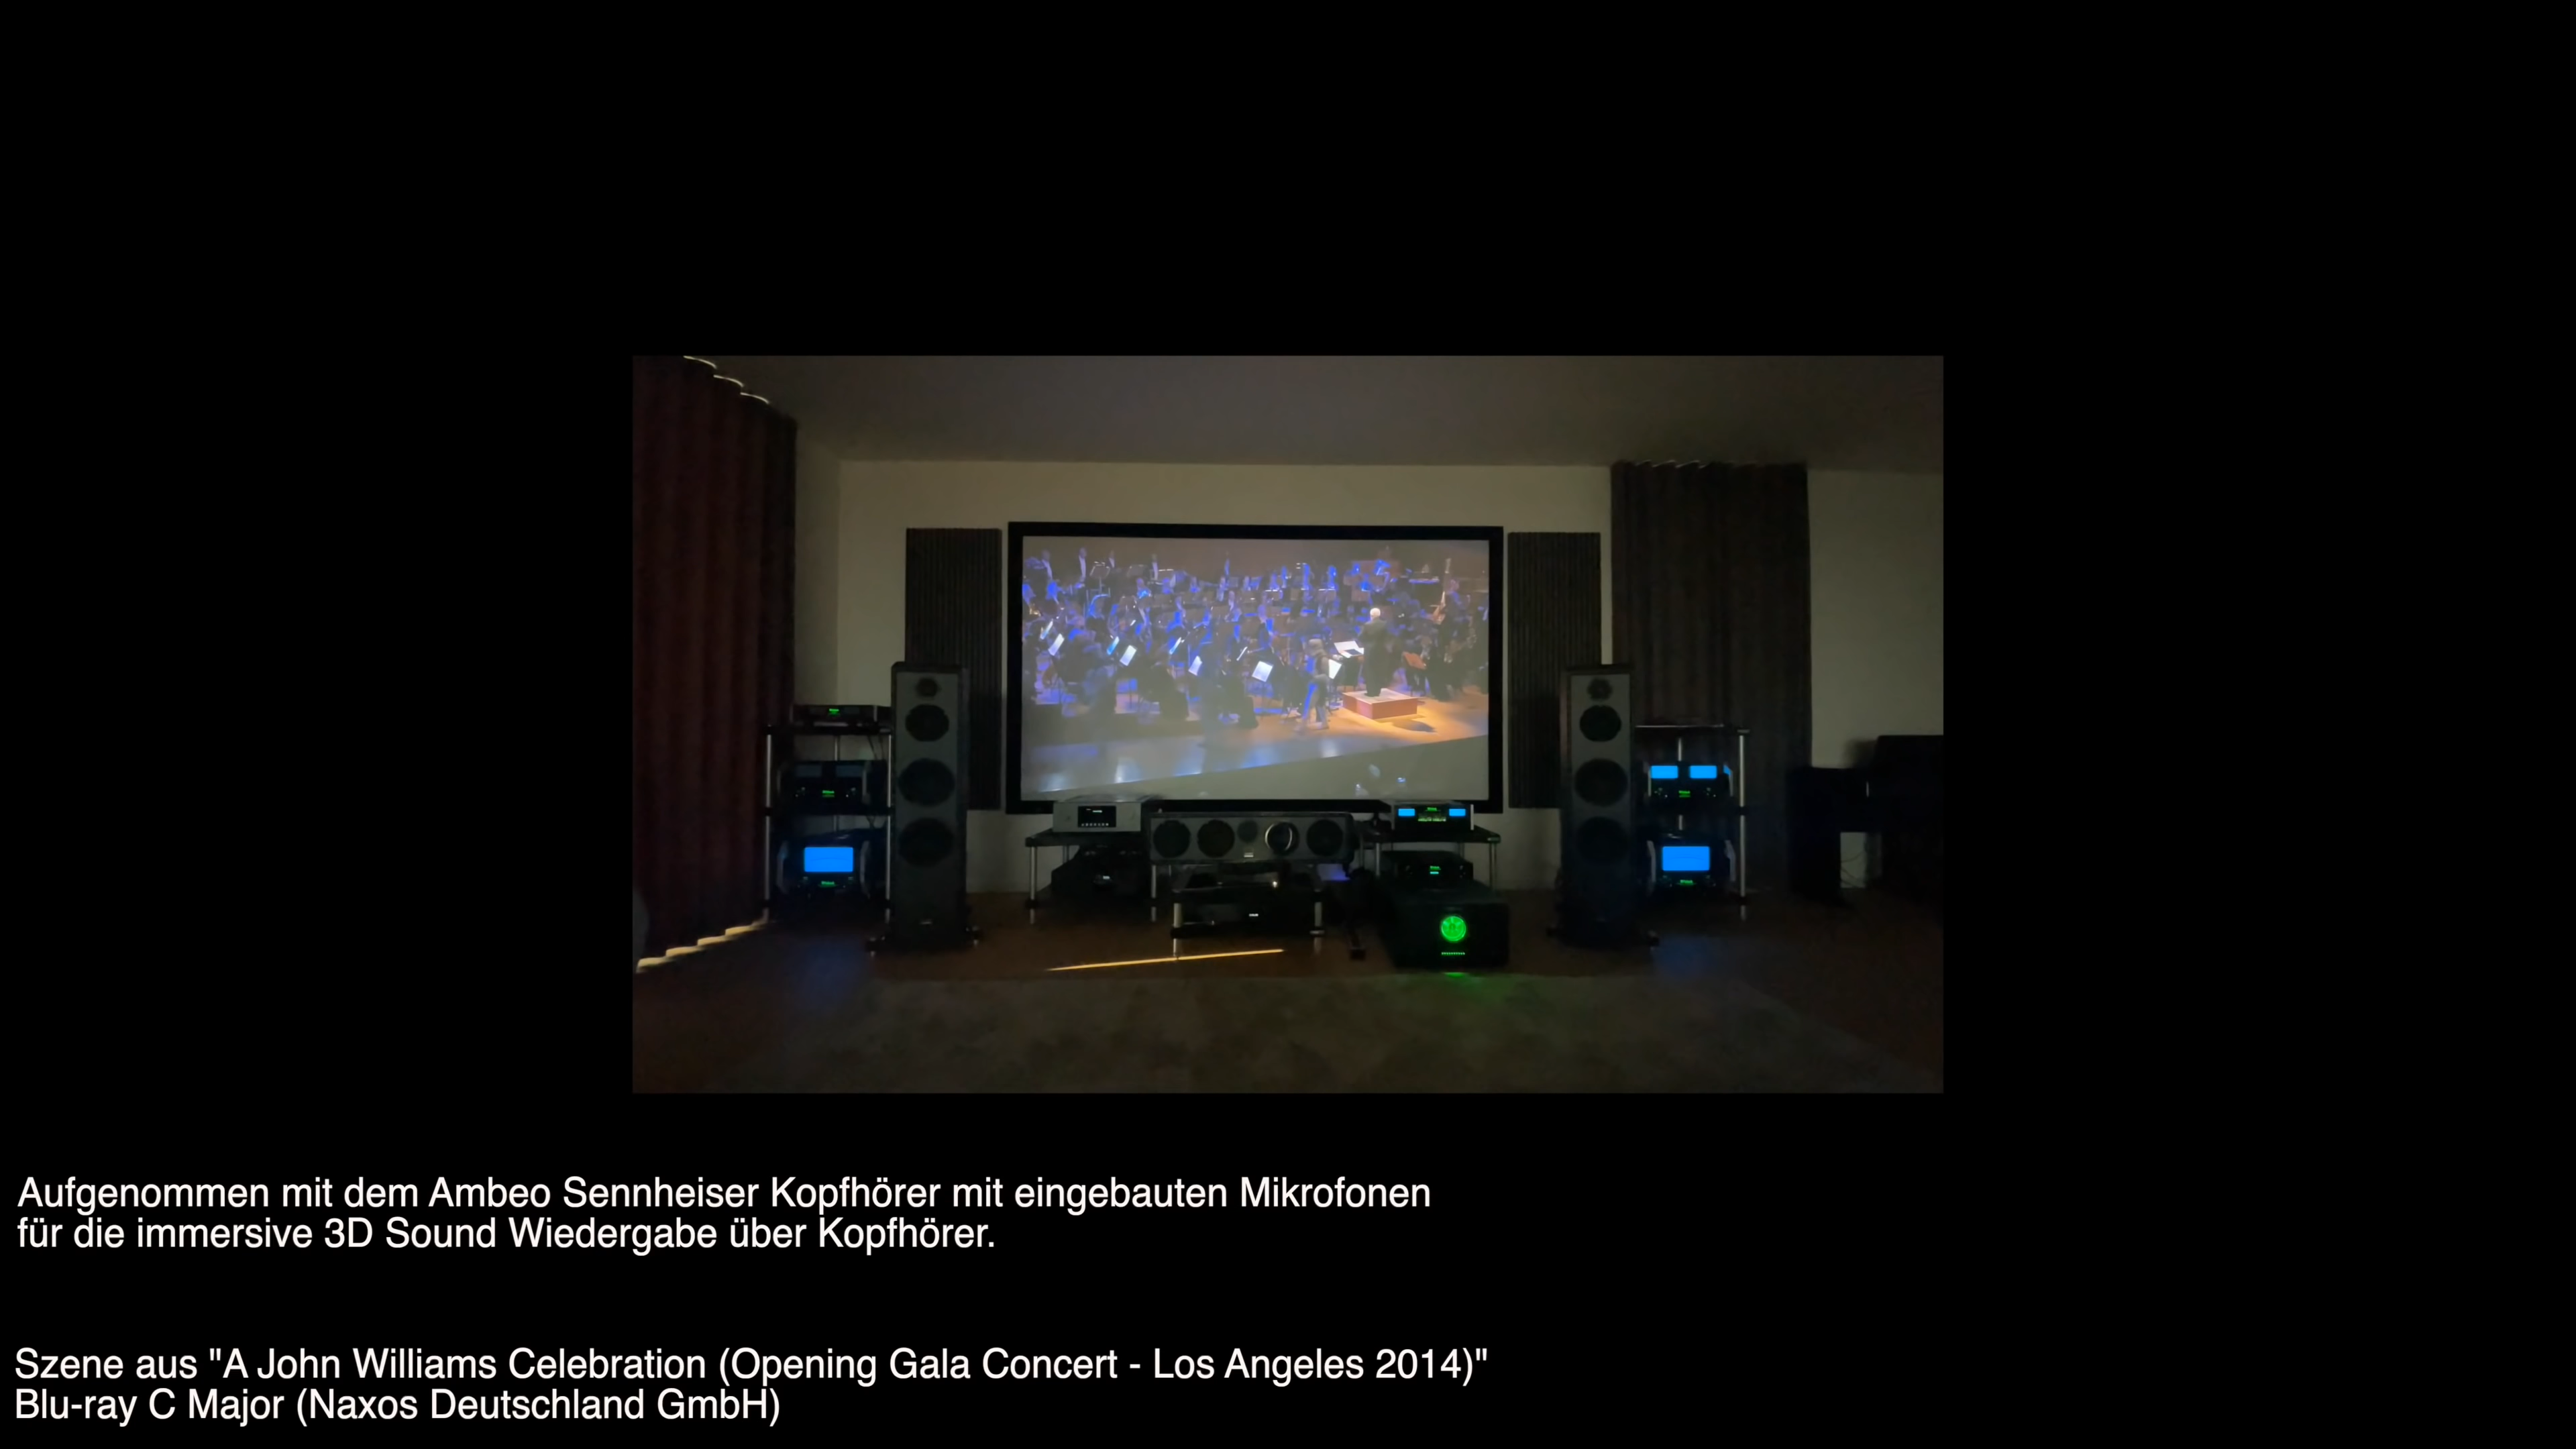 Aufgenommen mit dem Ambeo Sennheiser Kopfhörer mit eingebauten Mikrofonen
für die immersive 3D Sound Wiedergabe über Kopfhörer.
Szene aus "A John Williams Celebration (Opening Gala Concert - Los Angeles 2014)"
Blu-ray C Major (Naxos Deutschland GmbH)